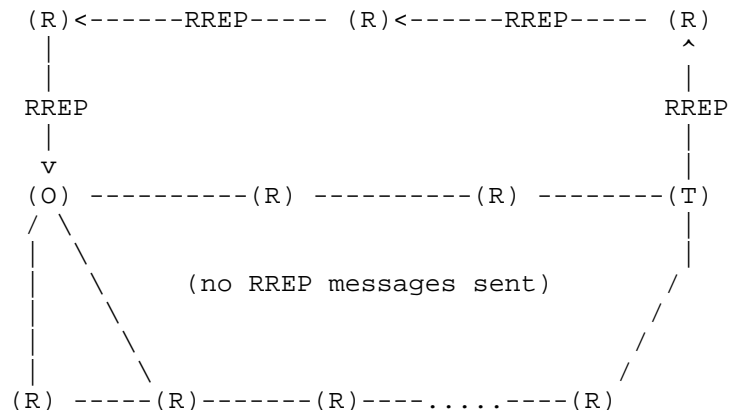 (R)<------RREP----- (R)<------RREP----- (R)
|                                         ^
|                                         |
RREP                                   RREP
|                                         |
v                                         |
(O) ----------(R) ----------(R) --------(T)
/ \                                       |
|  \                                      |
|   \      (no RREP messages sent)       /
|    \                                  /
|     \                                /
|      \                              /
(R) -----(R)-------(R)----.....----(R)